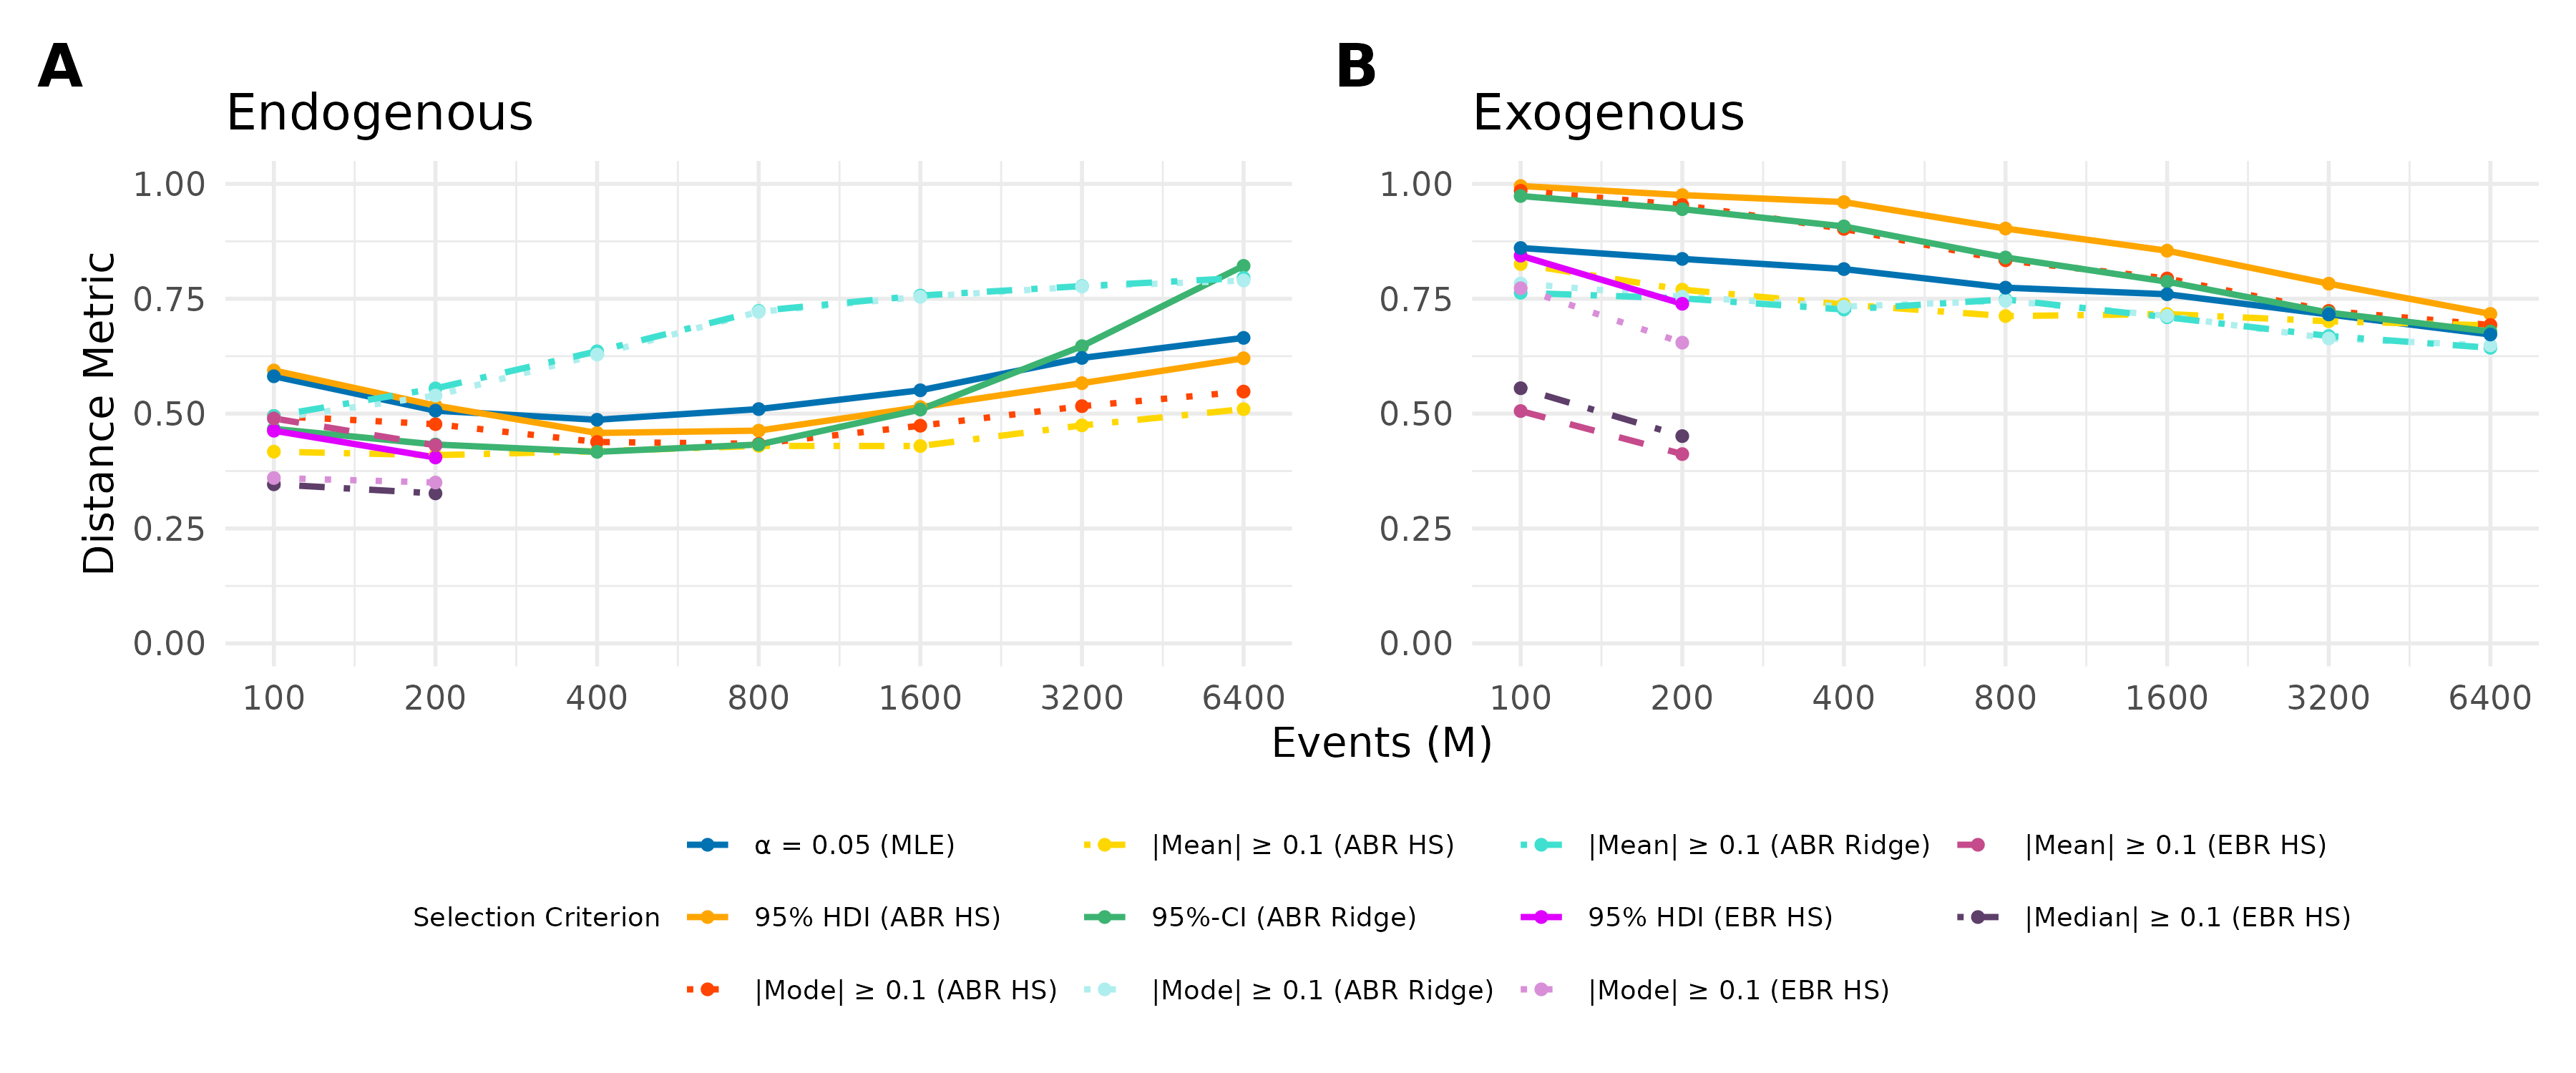 A
B
Endogenous
Exogenous
Distance Metric
1.00
0.75
0.50
0.25
0.00
100 200 400 800 1600 3200 6400
1.00
0.75
0.50
0.25
0.00
100 200 400 800 1600 3200 6400
Events (M)
Selection Criterion
α = 0.05 (MLE)
95% HDI (ABR HS)
|Mode| ≥ 0.1 (ABR HS)
|Mean| ≥ 0.1 (ABR HS)
95%-CI (ABR Ridge)
|Mode| ≥ 0.1 (ABR Ridge)
|Mean| ≥ 0.1 (ABR Ridge)
95% HDI (EBR HS)
|Mode| ≥ 0.1 (EBR HS)
|Mean| ≥ 0.1 (EBR HS)
|Median| ≥ 0.1 (EBR HS)